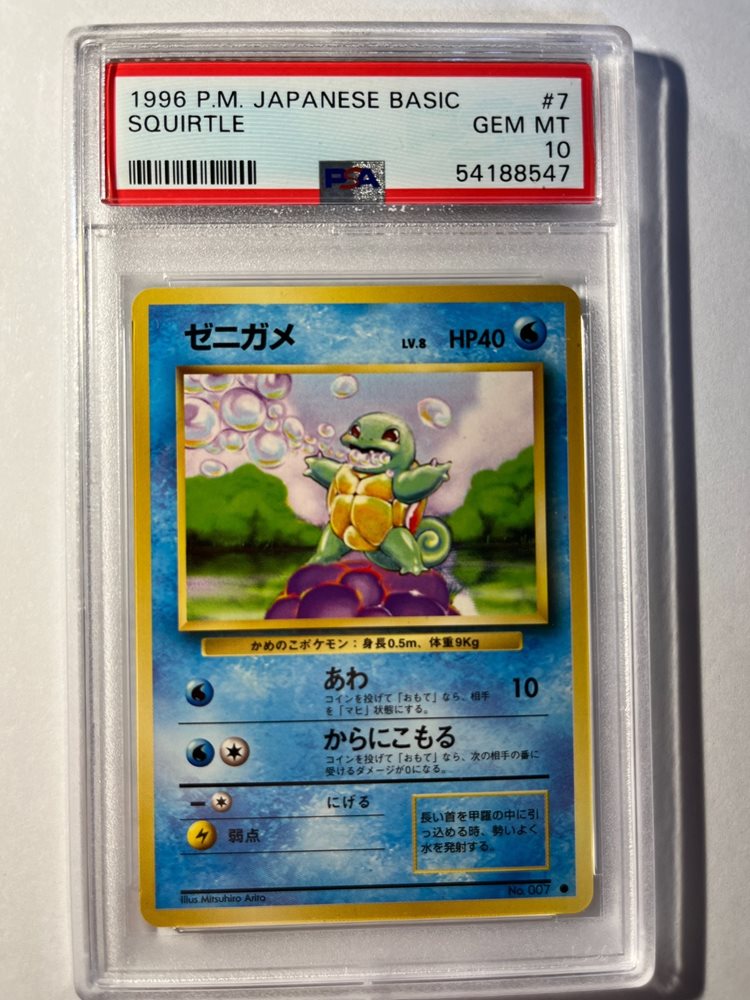 1996 P.M. JAPANESE BASIC #7
SQUIRTLE GEM MT
10
PSA 54188547
ゼニガメ LV.8 HP40
かめのこポケモン：身長0.5m、体重9Kg
あわ 10
コインを投げて「おもて」なら、相手
を「マヒ」状態にする。
からにこもる
コインを投げて「おもて」なら、次の相手の番に
受けるダメージが0になる。
にげる
弱点
長い首を甲羅の中に引
っ込める時、勢いよく
水を発射する。
Illus Mitsuhiro Arita No. 007